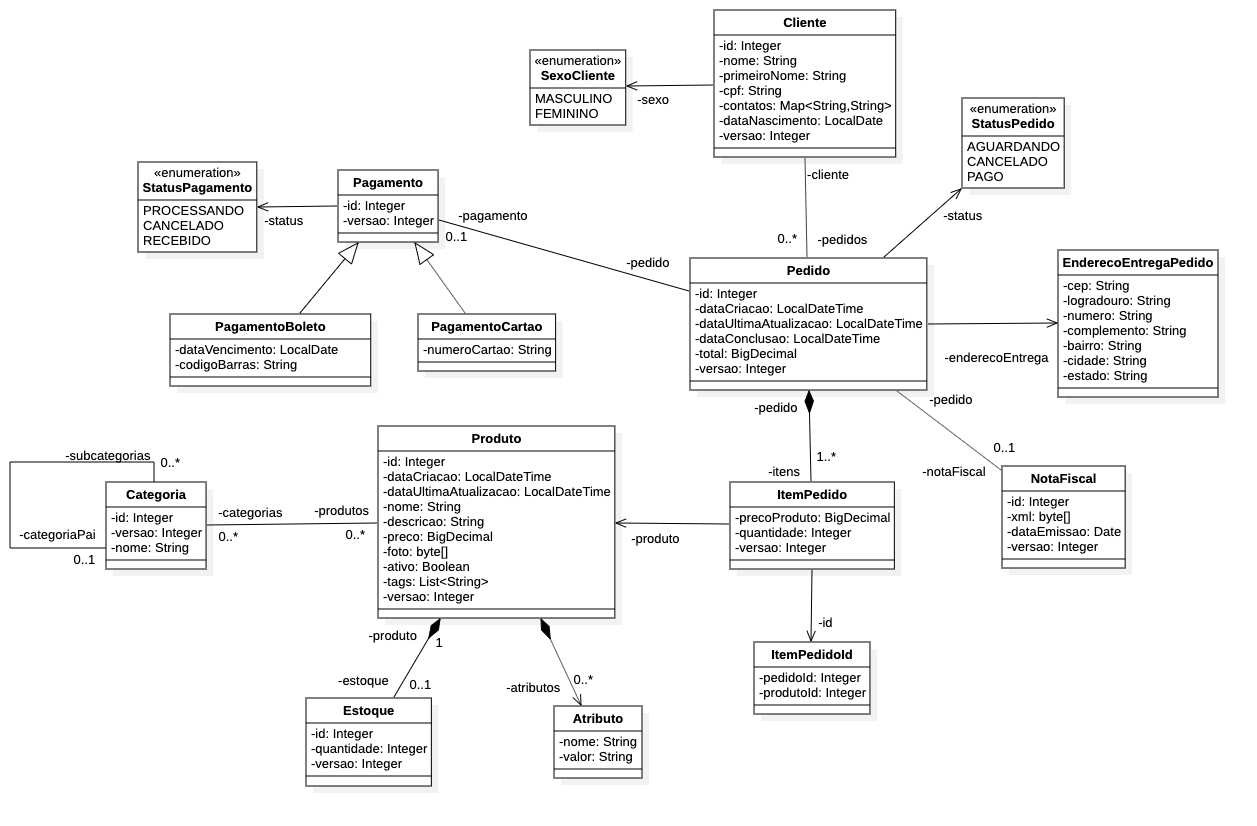 Cliente
-id: Integer
-nome: String
-primeiroNome: String
-cpf: String
-contatos: Map<String,String>
-dataNascimento: LocalDate
-versao: Integer
«enumeration»
SexoCliente
MASCULINO
FEMININO
-sexo
«enumeration»
StatusPedido
AGUARDANDO
CANCELADO
PAGO
-cliente
0..*
-pedidos
-status
«enumeration»
StatusPagamento
PROCESSANDO
CANCELADO
RECEBIDO
-status
Pagamento
-id: Integer
-versao: Integer
-pagamento
0..1
-pedido
PagamentoBoleto
-dataVencimento: LocalDate
-codigoBarras: String
PagamentoCartao
-numeroCartao: String
Pedido
-id: Integer
-dataCriacao: LocalDateTime
-dataUltimaAtualizacao: LocalDateTime
-dataConclusao: LocalDateTime
-total: BigDecimal
-versao: Integer
EnderecoEntregaPedido
-cep: String
-logradouro: String
-numero: String
-complemento: String
-bairro: String
-cidade: String
-estado: String
-enderecoEntrega
-pedido
-pedido
1..*
-itens
0..1
-notaFiscal
NotaFiscal
-id: Integer
-xml: byte[]
-dataEmissao: Date
-versao: Integer
-subcategorias
0..*
Categoria
-id: Integer
-versao: Integer
-nome: String
-categoriaPai
0..1
-categorias
0..*
-produtos
0..*
Produto
-id: Integer
-dataCriacao: LocalDateTime
-dataUltimaAtualizacao: LocalDateTime
-nome: String
-descricao: String
-preco: BigDecimal
-foto: byte[]
-ativo: Boolean
-tags: List<String>
-versao: Integer
-produto
ItemPedido
-precoProduto: BigDecimal
-quantidade: Integer
-versao: Integer
-id
ItemPedidoId
-pedidoId: Integer
-produtoId: Integer
-produto
1
-estoque
0..1
Estoque
-id: Integer
-quantidade: Integer
-versao: Integer
-atributos
0..*
Atributo
-nome: String
-valor: String